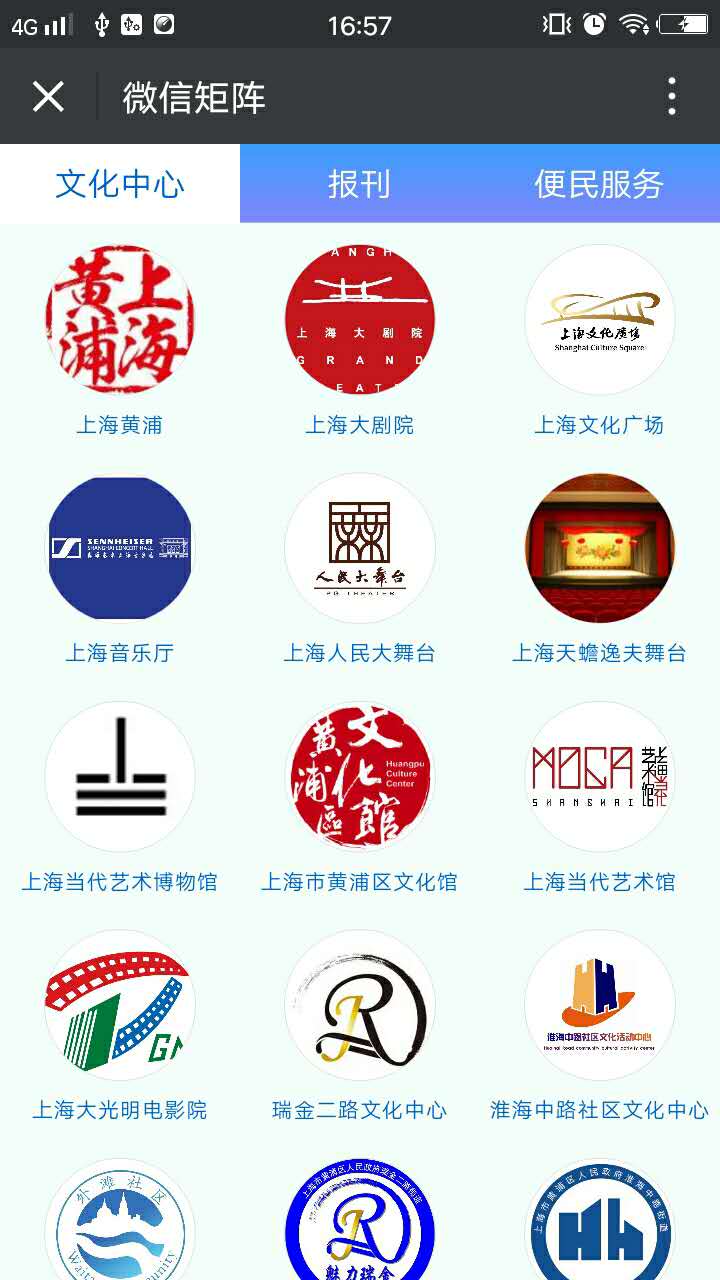 4G
16:57
微信矩阵
文化中心
报刊
便民服务
上海
黄浦
ANGH
上海大剧院
GRAND
EAT
上海文化广场
Shanghai Culture Square
上海黄浦
上海大剧院
上海文化广场
SENNHEISER
SHANGHAI CONCERT HALL
人民大舞台
上海音乐厅
上海人民大舞台
上海天蟾逸夫舞台
黄浦區
文化館
Huangpu
Culture
Center
MOCA
SHANGHAI
上海当代艺术馆
上海当代艺术博物馆
上海市黄浦区文化馆
上海当代艺术馆
淮海中路社区文化活动中心
上海大光明电影院
瑞金二路文化中心
淮海中路社区文化中心
外滩社区
上海市黄浦区人民政府瑞金二路街道
魅力瑞金
上海市黄浦区人民政府淮海中路街道